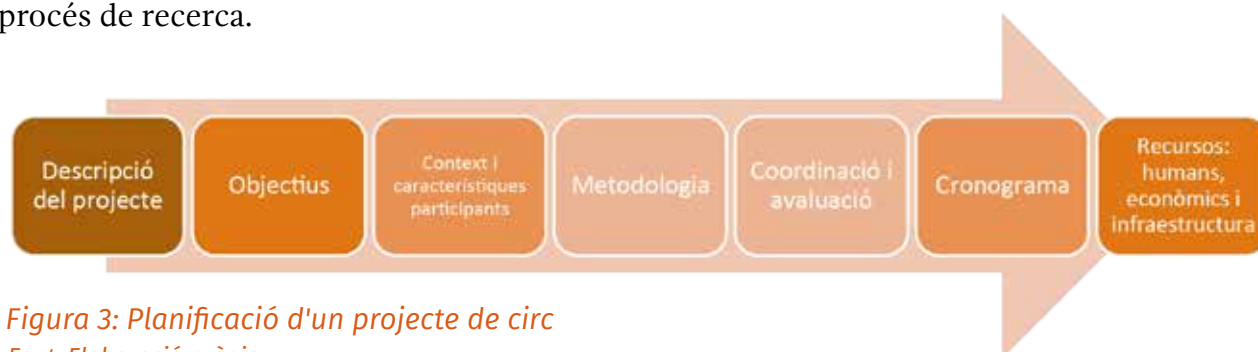 procés de recerca.
Descripció
del projecte
Objectius
Context i
característiques
participants
Metodologia
Coordinació i
avaluació
Cronograma
Recursos:
humans,
econòmics i
infraestructura
Figura 3: Planificació d'un projecte de circ